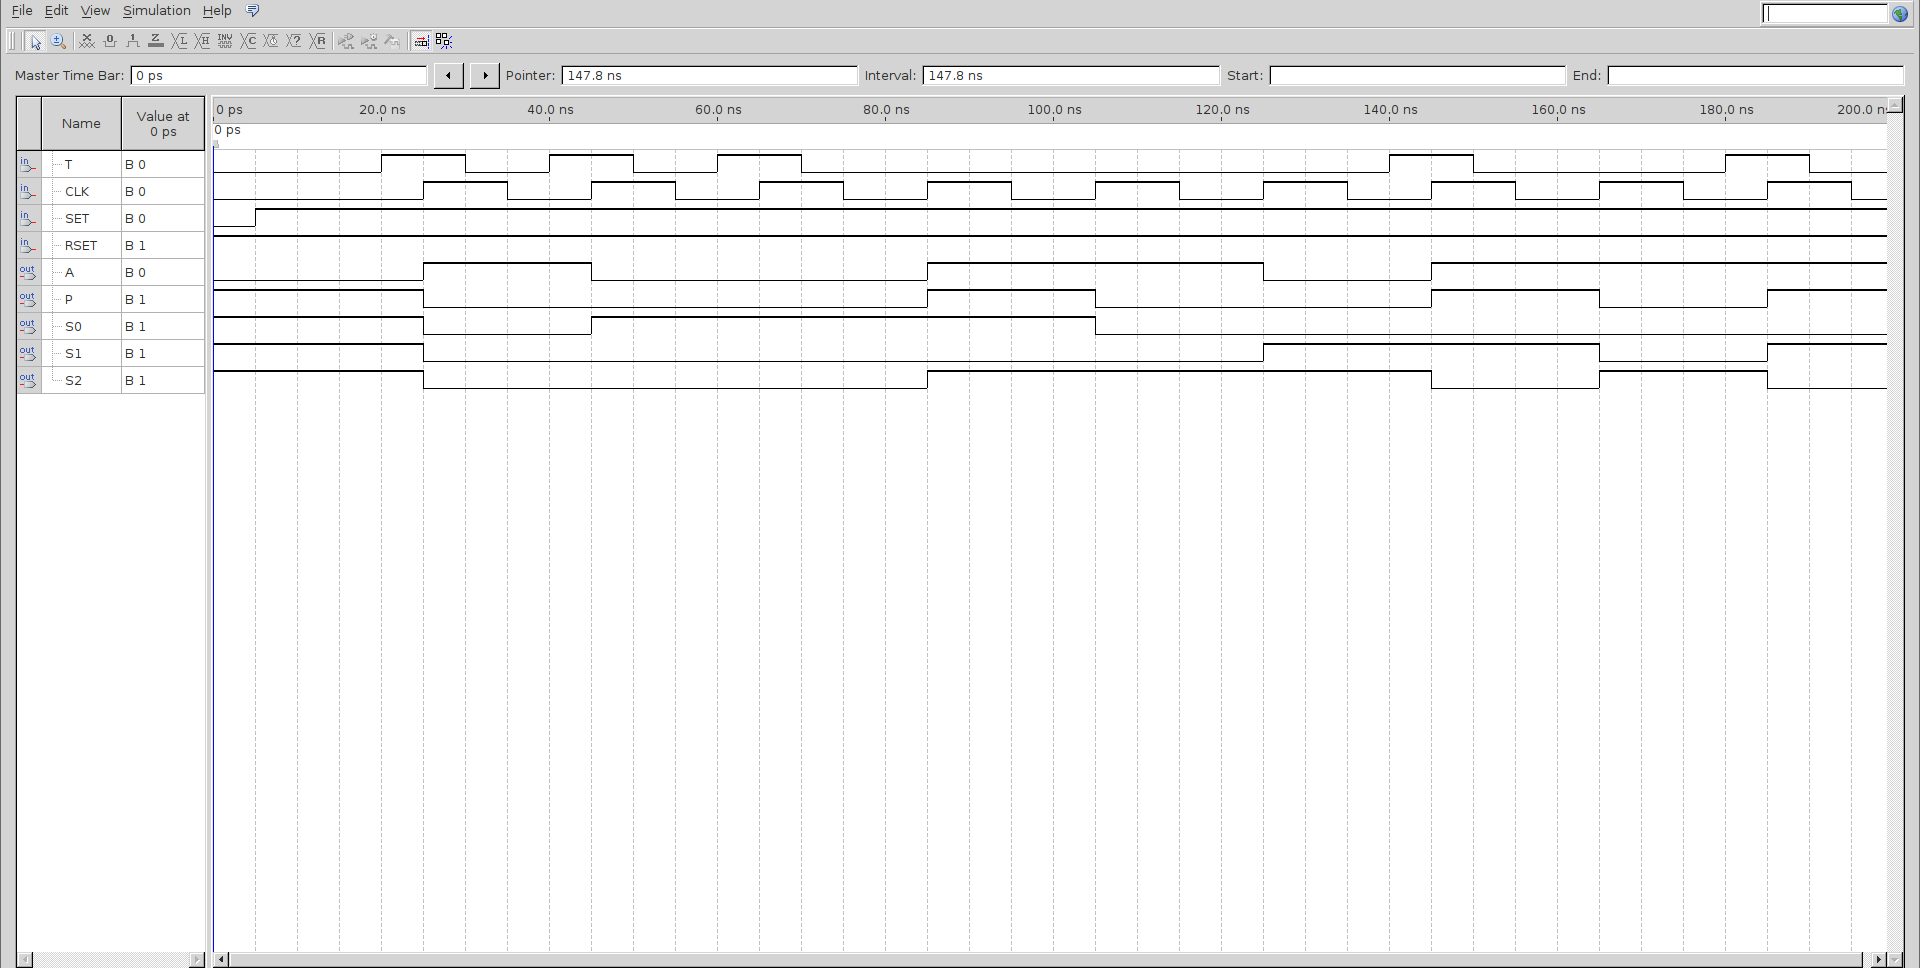 File Edit View Simulation Help
Master Time Bar: 0 ps Pointer: 147.8 ns Interval: 147.8 ns Start: End:
Name Value at 0 ps
0 ps 20.0 ns 40.0 ns 60.0 ns 80.0 ns 100.0 ns 120.0 ns 140.0 ns 160.0 ns 180.0 ns 200.0 n
0 ps
in T B 0
in CLK B 0
in SET B 0
in RSET B 1
out A B 0
out P B 1
out S0 B 1
out S1 B 1
out S2 B 1